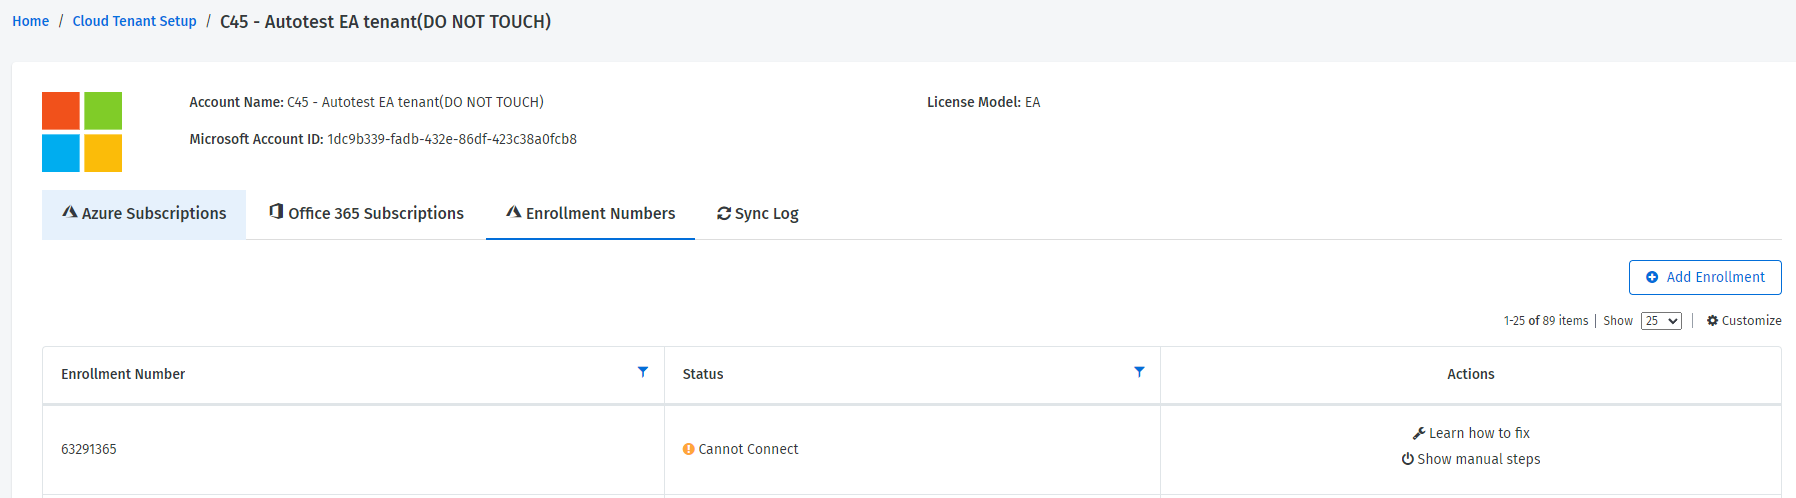 Home / Cloud Tenant Setup / C45 - Autotest EA tenant(DO NOT TOUCH)
Account Name: C45 - Autotest EA tenant(DO NOT TOUCH)
License Model: EA
Microsoft Account ID: 1dc9b339-fadb-432e-86df-423c38a0fcb8
Azure Subscriptions Office 365 Subscriptions Enrollment Numbers Sync Log
Add Enrollment
1-25 of 89 items | Show 25 | Customize
Enrollment Number Status Actions
63291365 Cannot Connect
Learn how to fix
Show manual steps